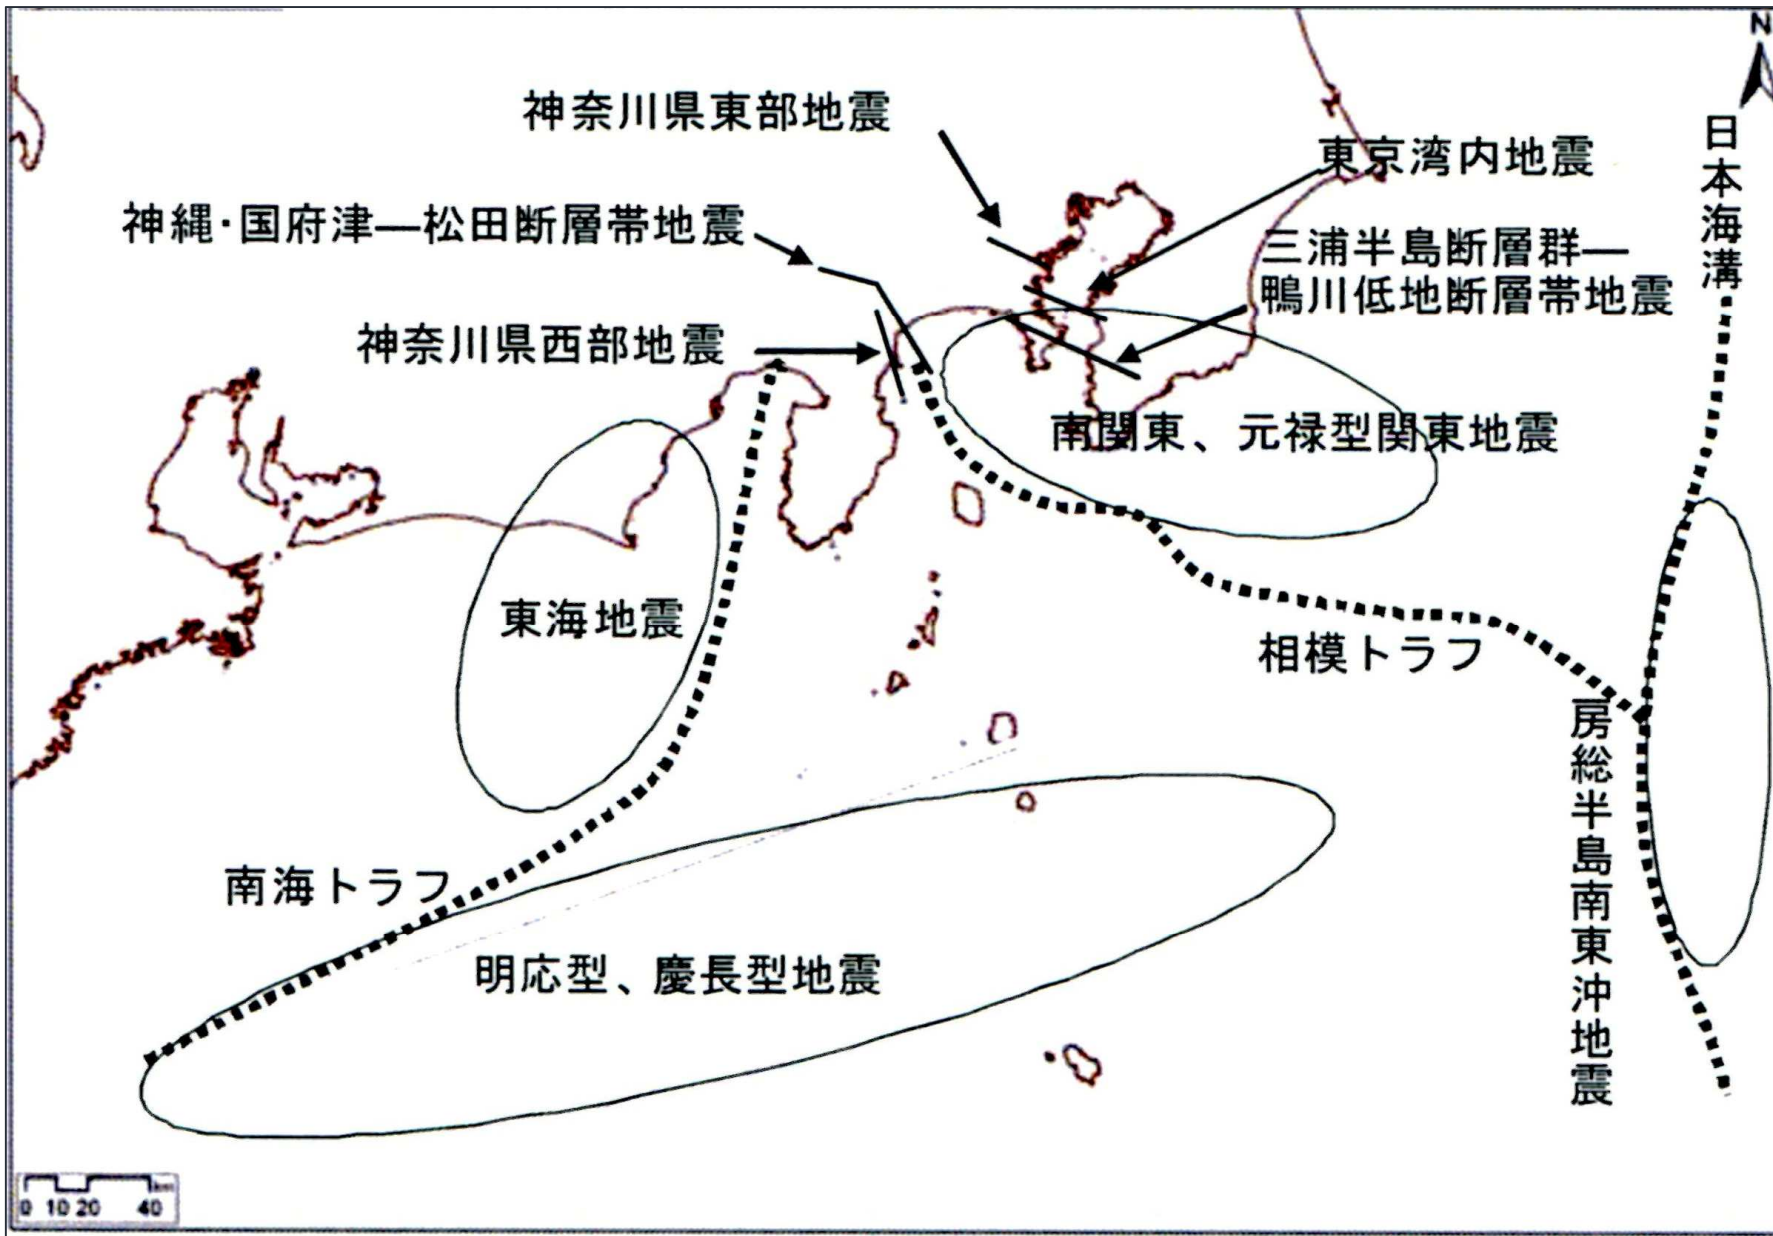 N
神奈川県東部地震
東京湾内地震
日本海溝
神縄・国府津―松田断層帯地震
三浦半島断層群―
鴨川低地断層帯地震
神奈川県西部地震
南関東、元禄型関東地震
東海地震
相模トラフ
房総半島南東沖地震
南海トラフ
明応型、慶長型地震
km
0 10 20 40